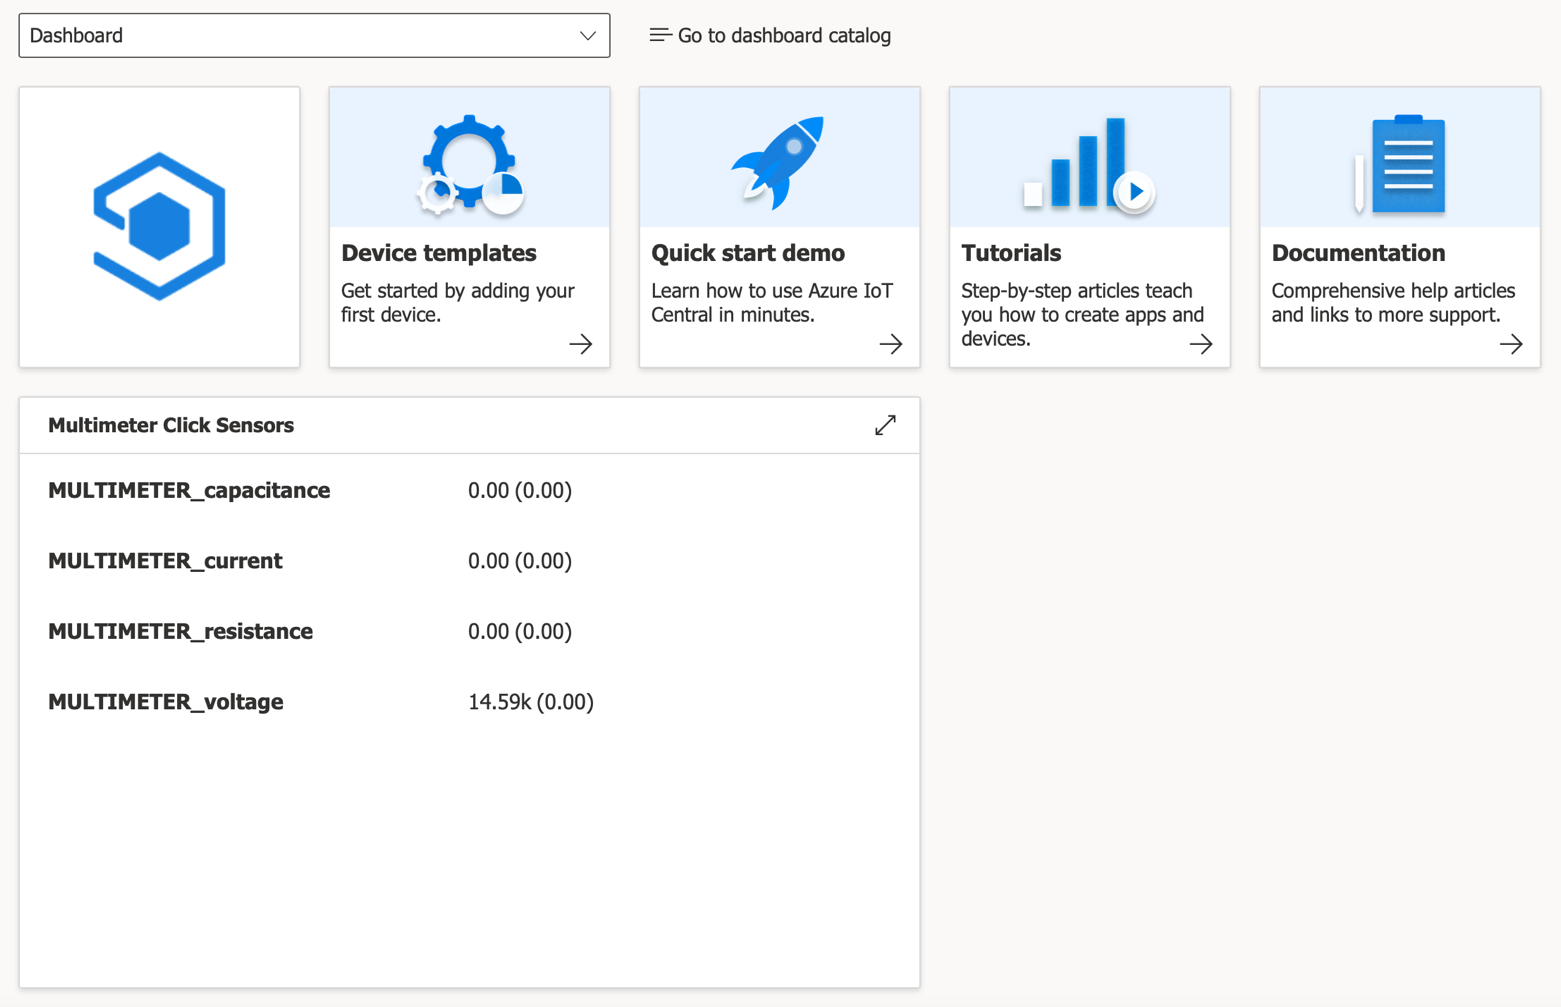 Dashboard
Go to dashboard catalog
Device templates
Get started by adding your
first device.
Quick start demo
Learn how to use Azure IoT
Central in minutes.
Tutorials
Step-by-step articles teach
you how to create apps and
devices.
Documentation
Comprehensive help articles
and links to more support.
Multimeter Click Sensors
MULTIMETER_capacitance 0.00 (0.00)
MULTIMETER_current 0.00 (0.00)
MULTIMETER_resistance 0.00 (0.00)
MULTIMETER_voltage 14.59k (0.00)